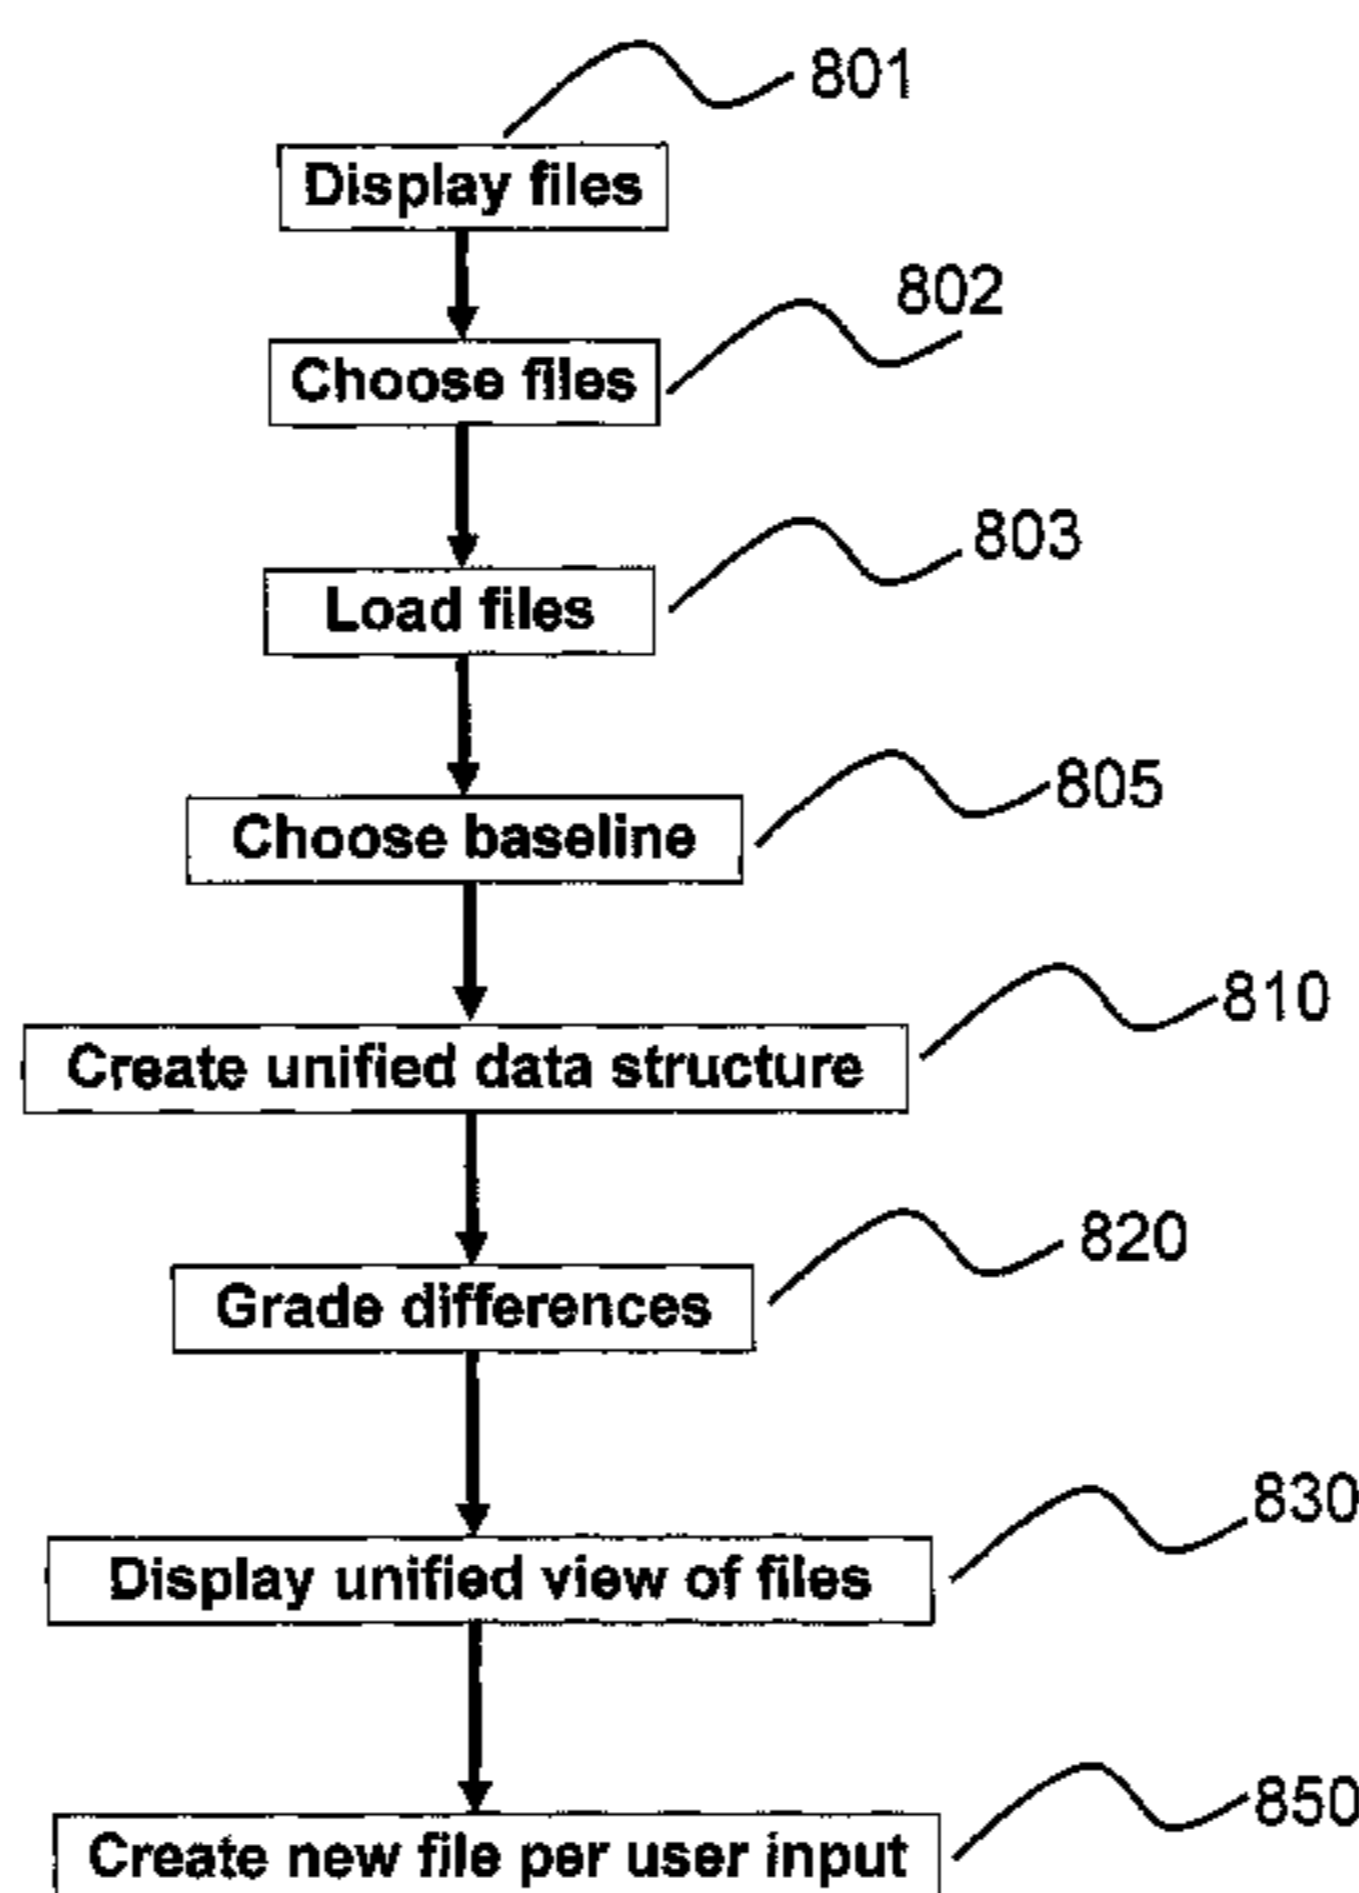 801
Display files
802
Choose files
803
Load files
805
Choose baseline
810
Create unified data structure
820
Grade differences
830
Display unified view of files
850
Create new file per user input